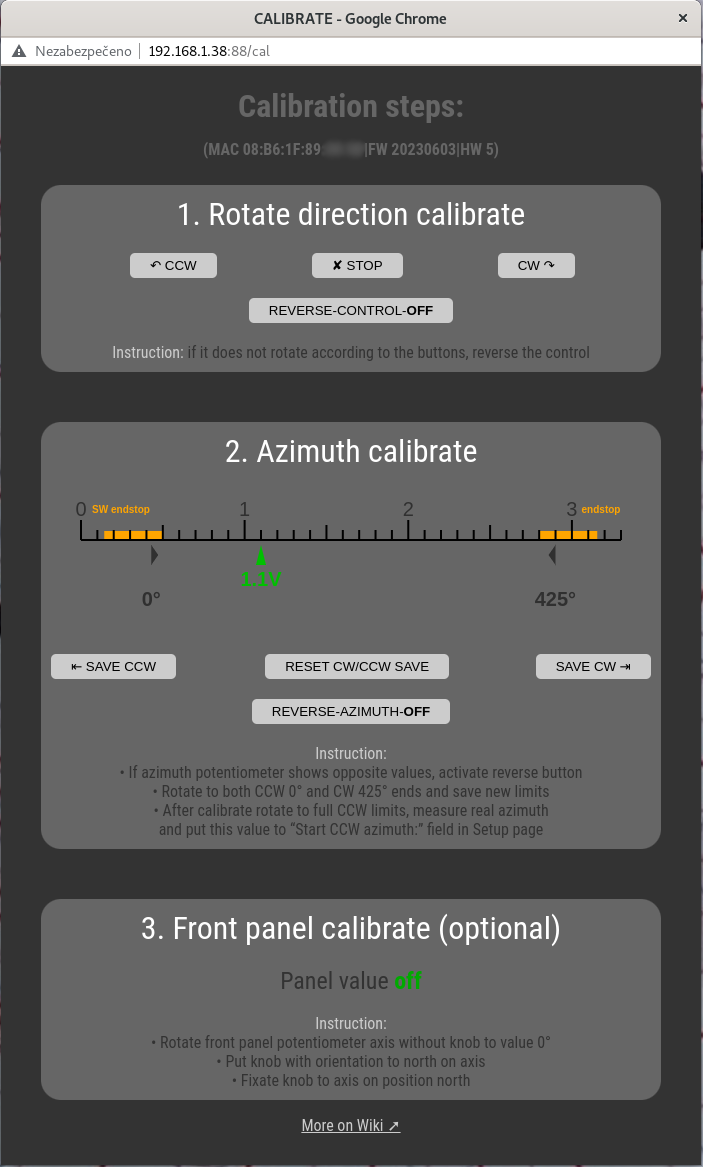 CALIBRATE - Google Chrome
Nezabezpečeno 192.168.1.38:88/cal
Calibration steps:
(MAC 08:B6:1F:89: |FW 20230603|HW 5)
1. Rotate direction calibrate
↶ CCW ✘ STOP CW ↷
REVERSE-CONTROL-OFF
Instruction: if it does not rotate according to the buttons, reverse the control
2. Azimuth calibrate
0 SW endstop 1 2 3 endstop
1.1V
0° 425°
⇤ SAVE CCW RESET CW/CCW SAVE SAVE CW ⇥
REVERSE-AZIMUTH-OFF
Instruction:
• If azimuth potentiometer shows opposite values, activate reverse button
• Rotate to both CCW 0° and CW 425° ends and save new limits
• After calibrate rotate to full CCW limits, measure real azimuth
and put this value to “Start CCW azimuth:” field in Setup page
3. Front panel calibrate (optional)
Panel value off
Instruction:
• Rotate front panel potentiometer axis without knob to value 0°
• Put knob with orientation to north on axis
• Fixate knob to axis on position north
More on Wiki ➚